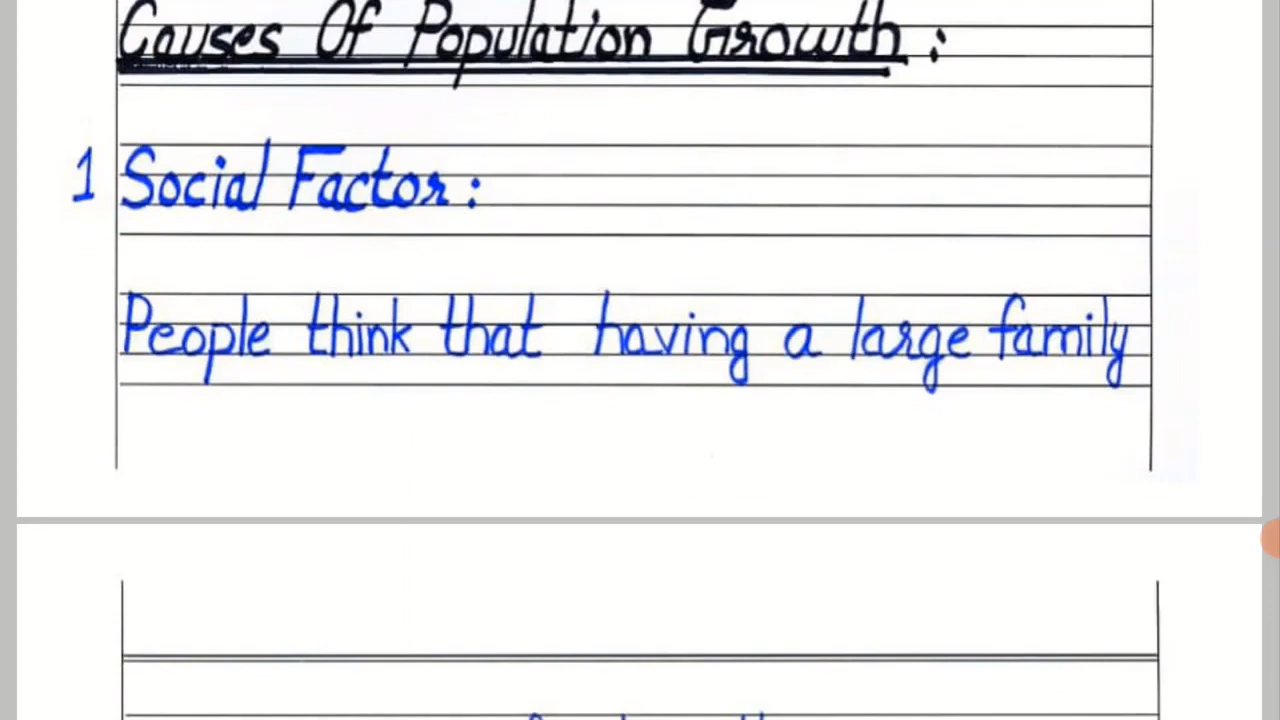 Causes Of Population Growth :
1 Social Factor :
People think that having a large family